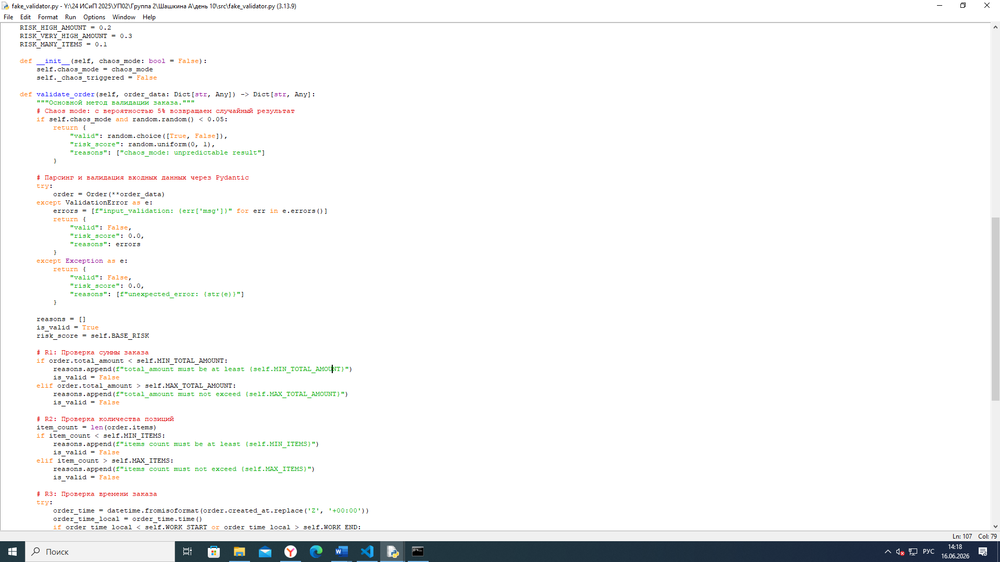 fake_validator.py - Y:\24 ИСиП 2025\УП02\Группа 2\Шашкина А\день 10\src\fake_validator.py (3.13.9)
File Edit Format Run Options Window Help
    RISK_HIGH_AMOUNT = 0.2
    RISK_VERY_HIGH_AMOUNT = 0.3
    RISK_MANY_ITEMS = 0.1
    def __init__(self, chaos_mode: bool = False):
        self.chaos_mode = chaos_mode
        self._chaos_triggered = False
    def validate_order(self, order_data: Dict[str, Any]) -> Dict[str, Any]:
        """Основной метод валидации заказа."""
        # Chaos mode: с вероятностью 5% возвращаем случайный результат
        if self.chaos_mode and random.random() < 0.05:
            return {
                "valid": random.choice([True, False]),
                "risk_score": random.uniform(0, 1),
                "reasons": ["chaos_mode: unpredictable result"]
            }
        # Парсинг и валидация входных данных через Pydantic
        try:
            order = Order(**order_data)
        except ValidationError as e:
            errors = [f"input_validation: {err['msg']}" for err in e.errors()]
            return {
                "valid": False,
                "risk_score": 0.0,
                "reasons": errors
            }
        except Exception as e:
            return {
                "valid": False,
                "risk_score": 0.0,
                "reasons": [f"unexpected_error: {str(e)}"]
            }
        reasons = []
        is_valid = True
        risk_score = self.BASE_RISK
        # R1: Проверка суммы заказа
        if order.total_amount < self.MIN_TOTAL_AMOUNT:
            reasons.append(f"total_amount must be at least {self.MIN_TOTAL_AMOUNT}")
            is_valid = False
        elif order.total_amount > self.MAX_TOTAL_AMOUNT:
            reasons.append(f"total_amount must not exceed {self.MAX_TOTAL_AMOUNT}")
            is_valid = False
        # R2: Проверка количества позиций
        item_count = len(order.items)
        if item_count < self.MIN_ITEMS:
            reasons.append(f"items count must be at least {self.MIN_ITEMS}")
            is_valid = False
        elif item_count > self.MAX_ITEMS:
            reasons.append(f"items count must not exceed {self.MAX_ITEMS}")
            is_valid = False
        # R3: Проверка времени заказа
        try:
            order_time = datetime.fromisoformat(order.created_at.replace('Z', '+00:00'))
            order_time_local = order_time.time()
            if order_time_local < self.WORK_START or order_time_local > self.WORK_END:
Ln: 107 Col: 79
Поиск
РУС
14:18
16.06.2026